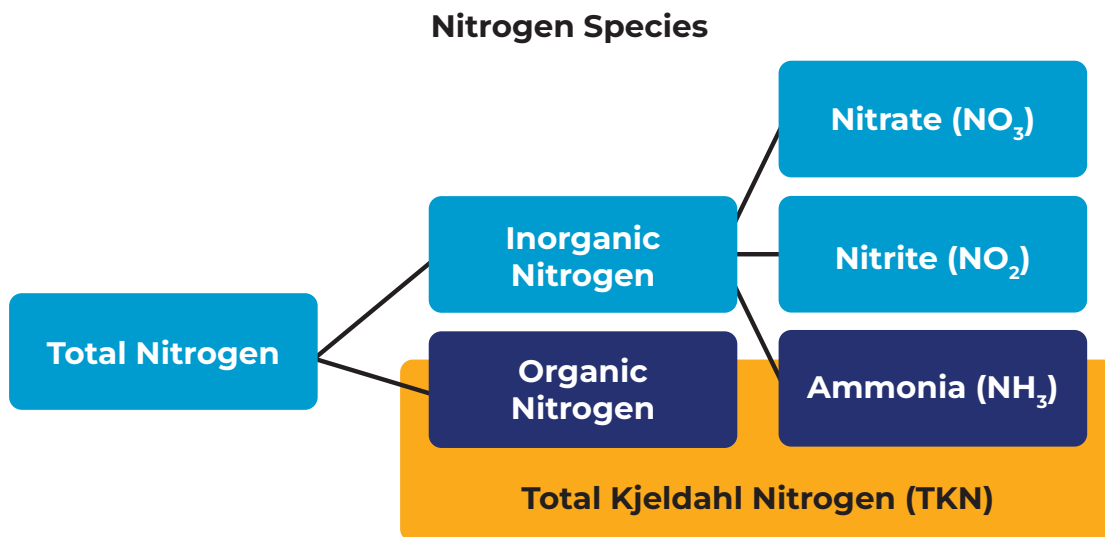 Nitrogen Species
Nitrate (NO₃)
Inorganic
Nitrogen
Nitrite (NO₂)
Total Nitrogen
Organic
Nitrogen
Ammonia (NH₃)
Total Kjeldahl Nitrogen (TKN)